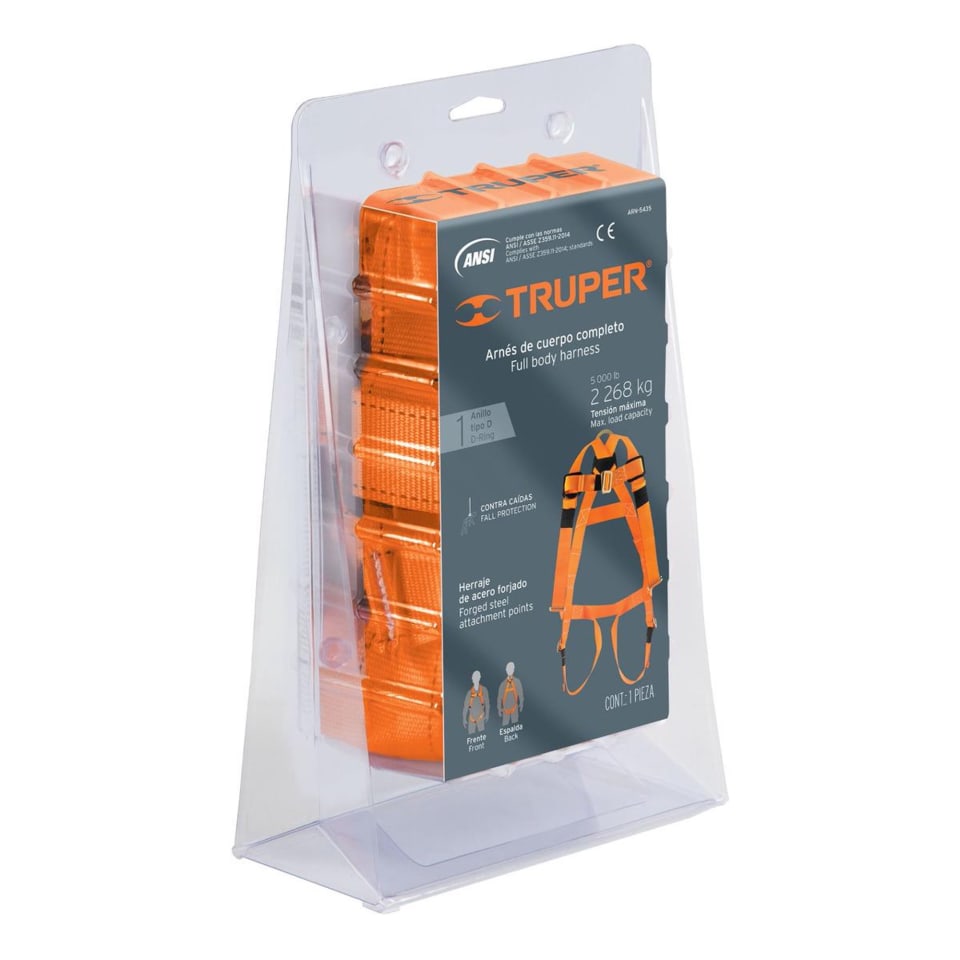 TRUPER
ARN-5435
ANSI
Cumple con las normas
ANSI / ASSE Z359.11-2014
Complies with
ANSI / ASSE Z359.11-2014; standards
CE
TRUPER®
Arnés de cuerpo completo
Full body harness
5 000 lb
2 268 kg
Tensión máxima
Max. load capacity
1 Anillo
tipo D
D-Ring
CONTRA CAÍDAS
FALL PROTECTION
Herraje
de acero forjado
Forged steel
attachment points
Frente
Front
Espalda
Back
CONT.: 1 PIEZA